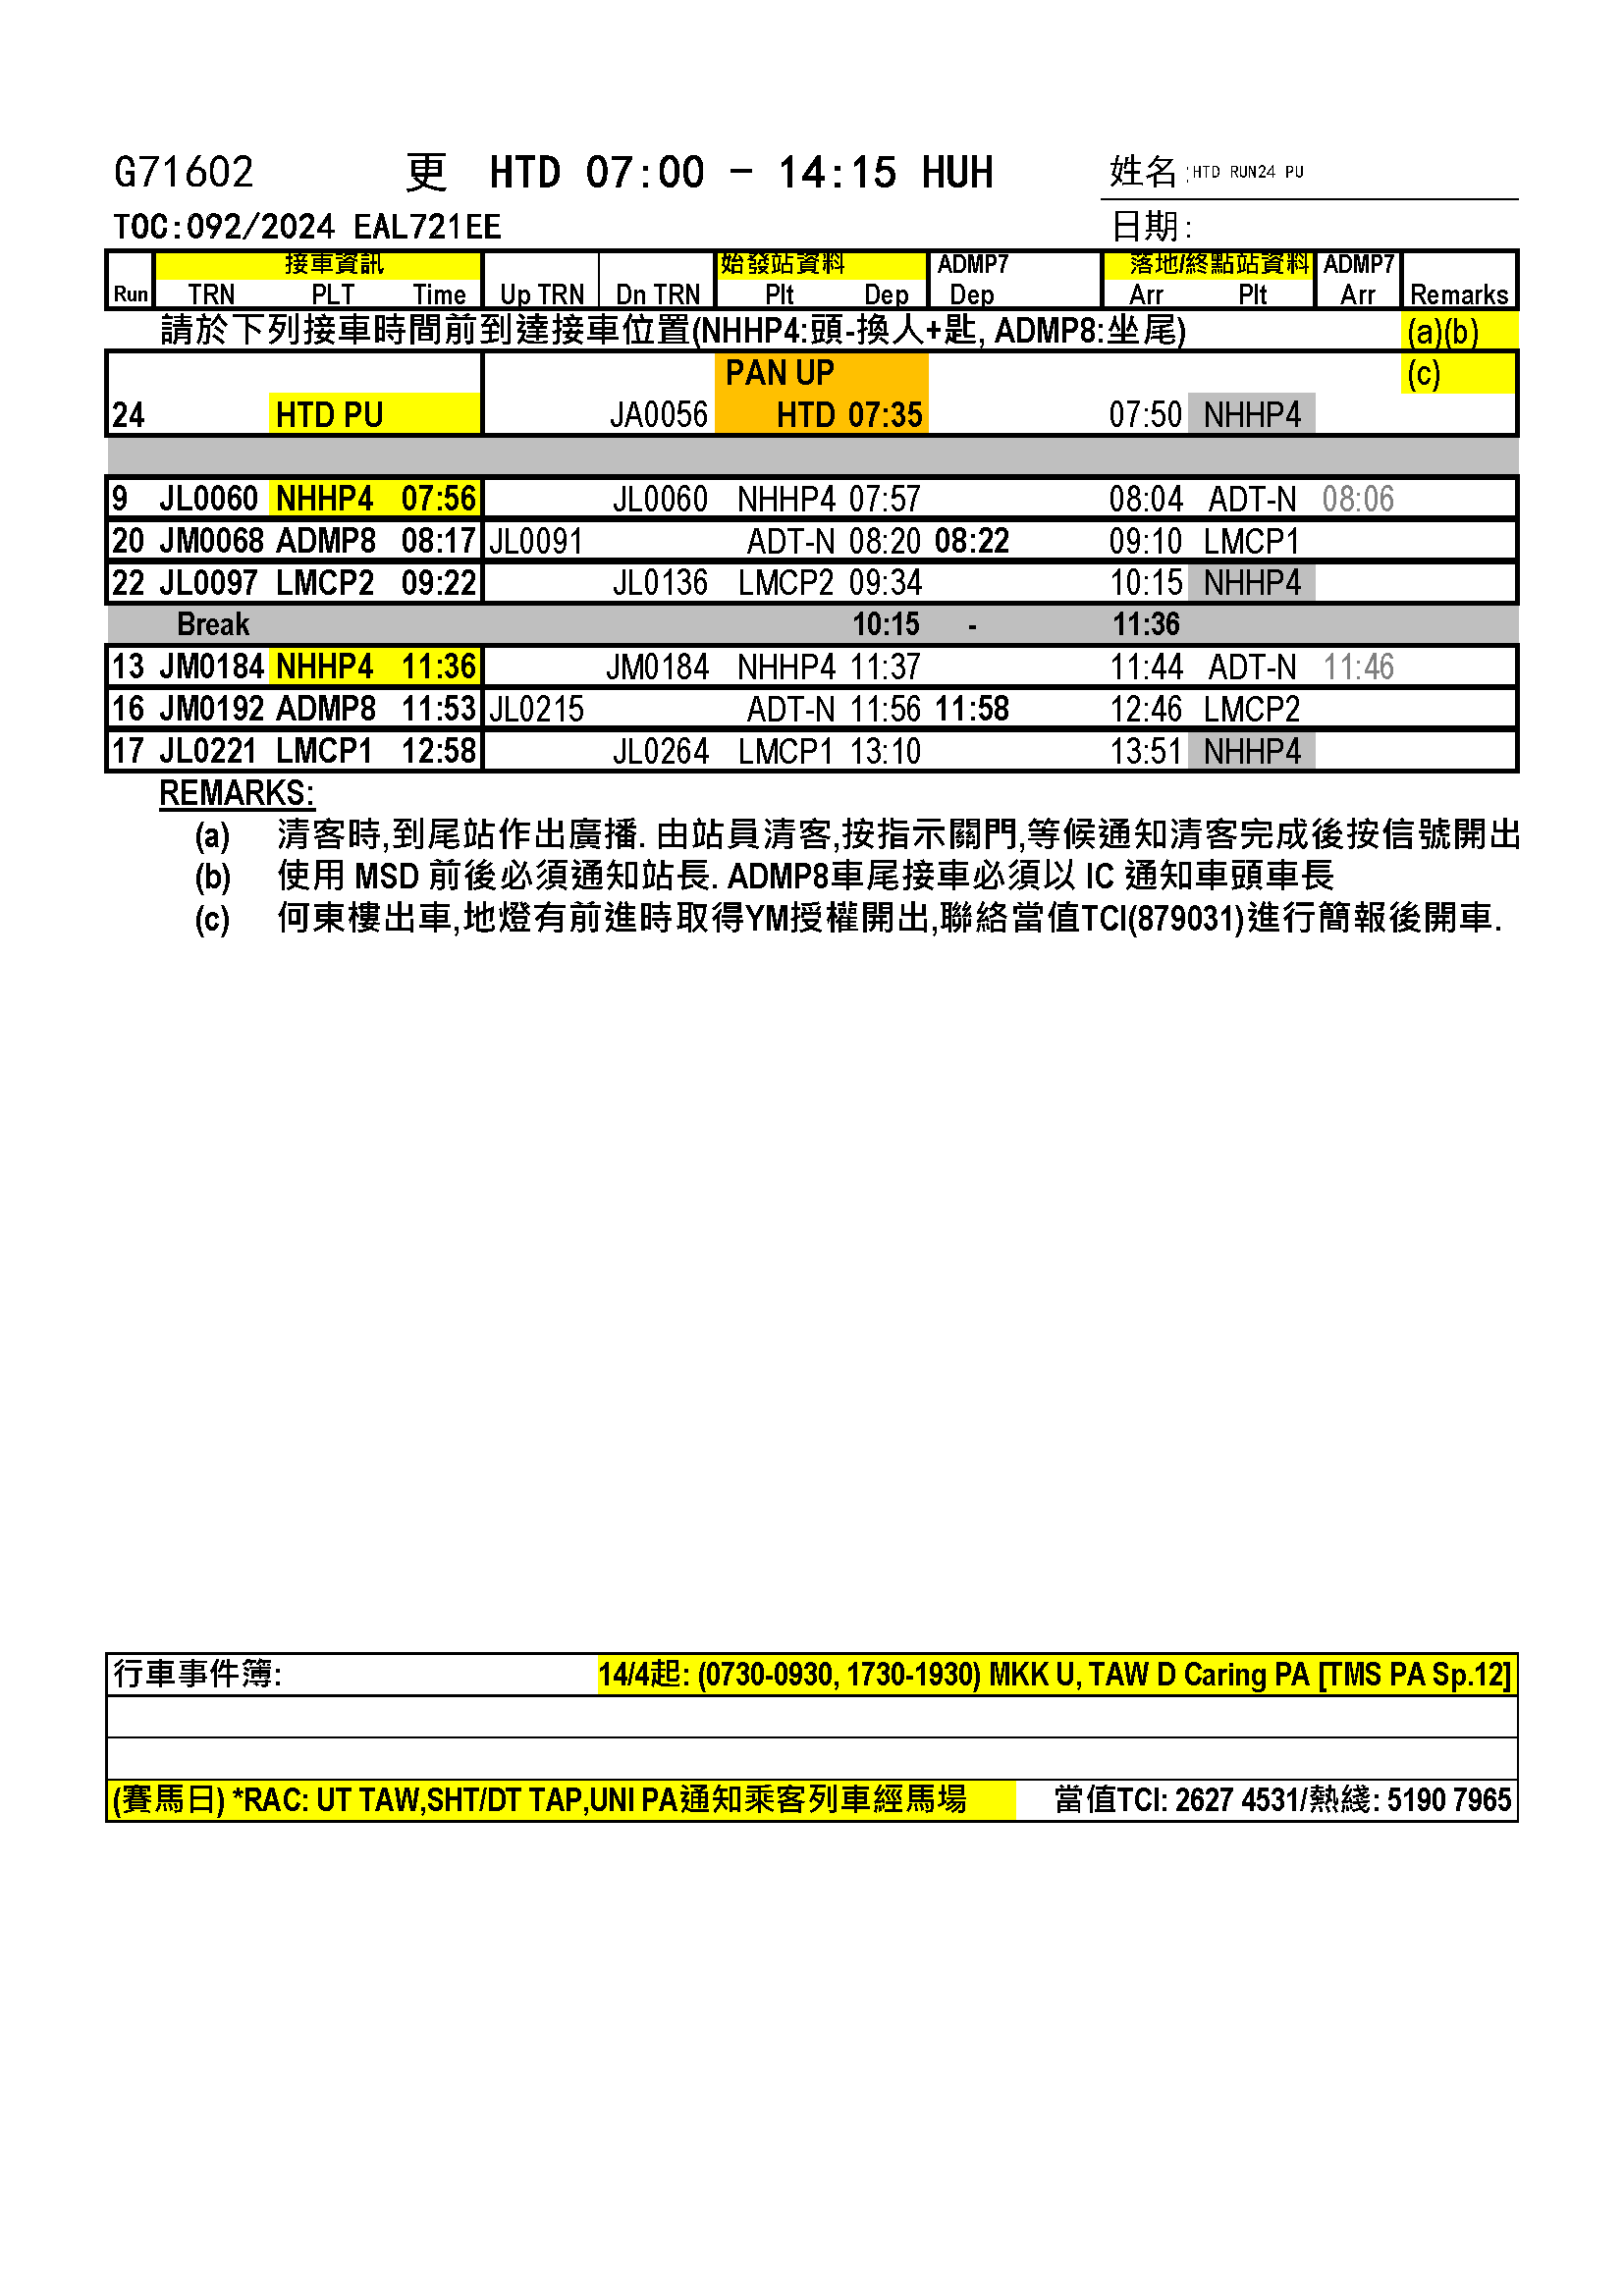 G71602 更 HTD 07:00 - 14:15 HUH 姓名:HTD RUN24 PU
TOC:092/2024 EAL721EE 日期:
接車資訊 始發站資料 ADMP7 落地/終點站資料 ADMP7
Run TRN PLT Time Up TRN Dn TRN Plt Dep Dep Arr Plt Arr Remarks
請於下列接車時間前到達接車位置(NHHP4:頭-換人+匙, ADMP8:坐尾) (a)(b)
PAN UP (c)
24 HTD PU JA0056 HTD 07:35 07:50 NHHP4
9 JL0060 NHHP4 07:56 JL0060 NHHP4 07:57 08:04 ADT-N 08:06
20 JM0068 ADMP8 08:17 JL0091 ADT-N 08:20 08:22 09:10 LMCP1
22 JL0097 LMCP2 09:22 JL0136 LMCP2 09:34 10:15 NHHP4
Break 10:15 - 11:36
13 JM0184 NHHP4 11:36 JM0184 NHHP4 11:37 11:44 ADT-N 11:46
16 JM0192 ADMP8 11:53 JL0215 ADT-N 11:56 11:58 12:46 LMCP2
17 JL0221 LMCP1 12:58 JL0264 LMCP1 13:10 13:51 NHHP4
REMARKS:
(a) 清客時,到尾站作出廣播. 由站員清客,按指示關門,等候通知清客完成後按信號開出
(b) 使用 MSD 前後必須通知站長. ADMP8車尾接車必須以 IC 通知車頭車長
(c) 何東樓出車,地燈有前進時取得YM授權開出,聯絡當值TCI(879031)進行簡報後開車.
行車事件簿: 14/4起: (0730-0930, 1730-1930) MKK U, TAW D Caring PA [TMS PA Sp.12]
(賽馬日) *RAC: UT TAW,SHT/DT TAP,UNI PA通知乘客列車經馬場 當值TCI: 2627 4531/熱綫: 5190 7965